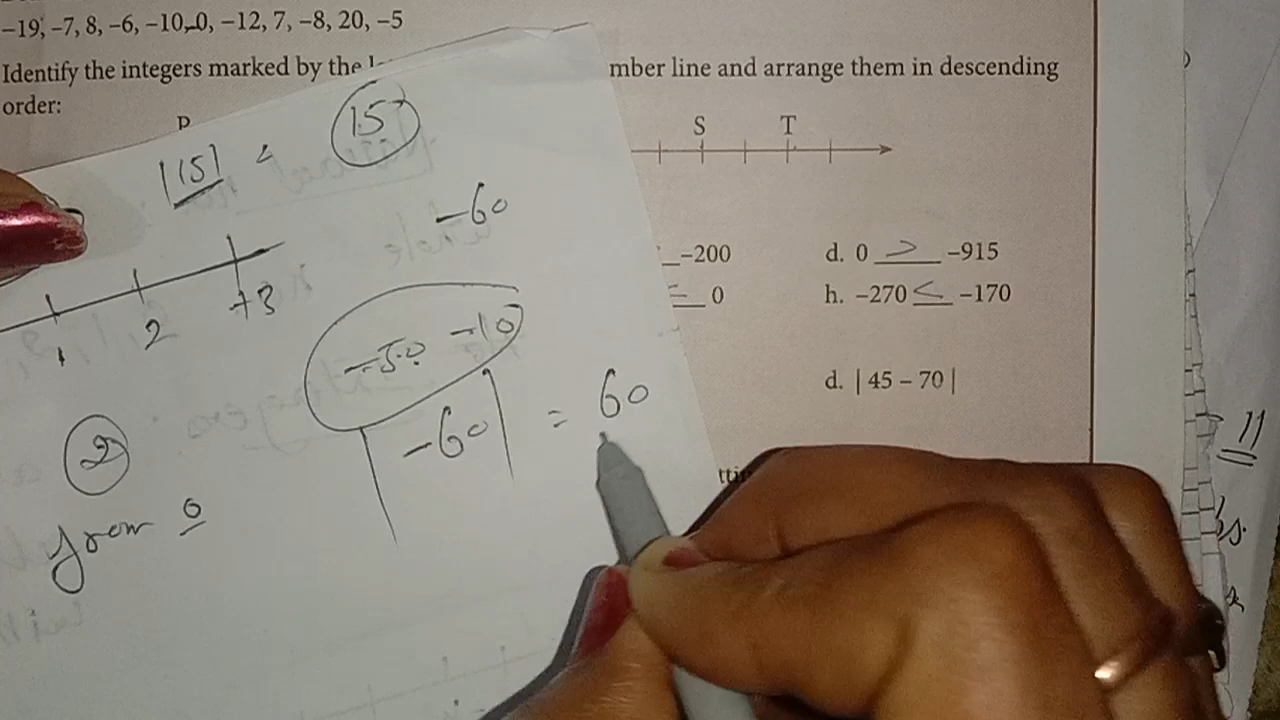 −19, −7, 8, −6, −10, 0, −12, 7, −8, 20, −5
Identify the integers marked by the mber line and arrange them in descending
order:
P
S T
|15| < 15
-60
1 2 +3
-50 -10
|-60| = 60
2
from 0
−200 d. 0 > −915
0 h. −270 < −170
d. | 45 – 70 |
11